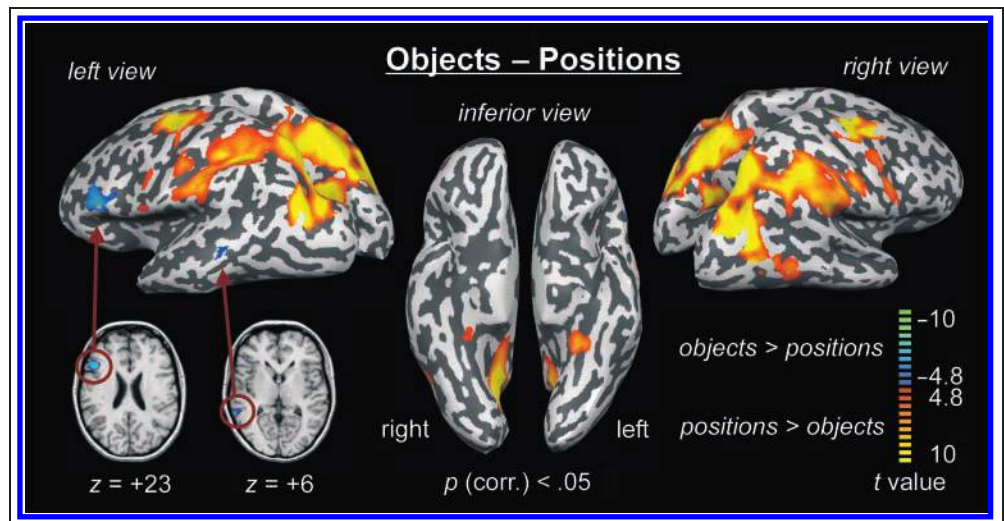 Objects – Positions
left view
inferior view
right view
objects > positions
–10
–4.8
4.8
positions > objects
10
right
left
z = +23
z = +6
p (corr.) < .05
t value